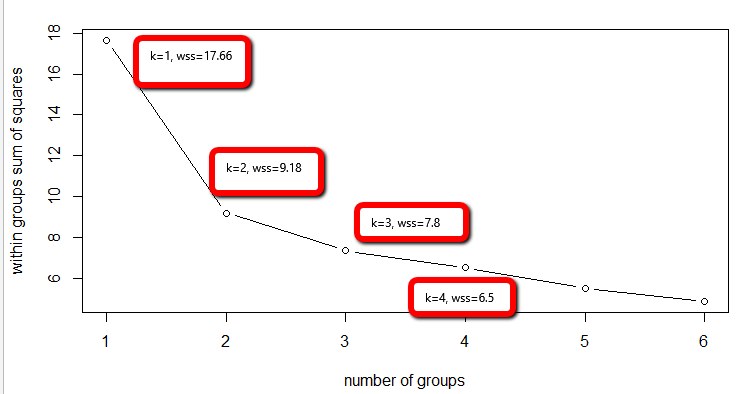 within groups sum of squares
18
16
14
12
10
8
6
k=1, wss=17.66
k=2, wss=9.18
k=3, wss=7.8
k=4, wss=6.5
1 2 3 4 5 6
number of groups